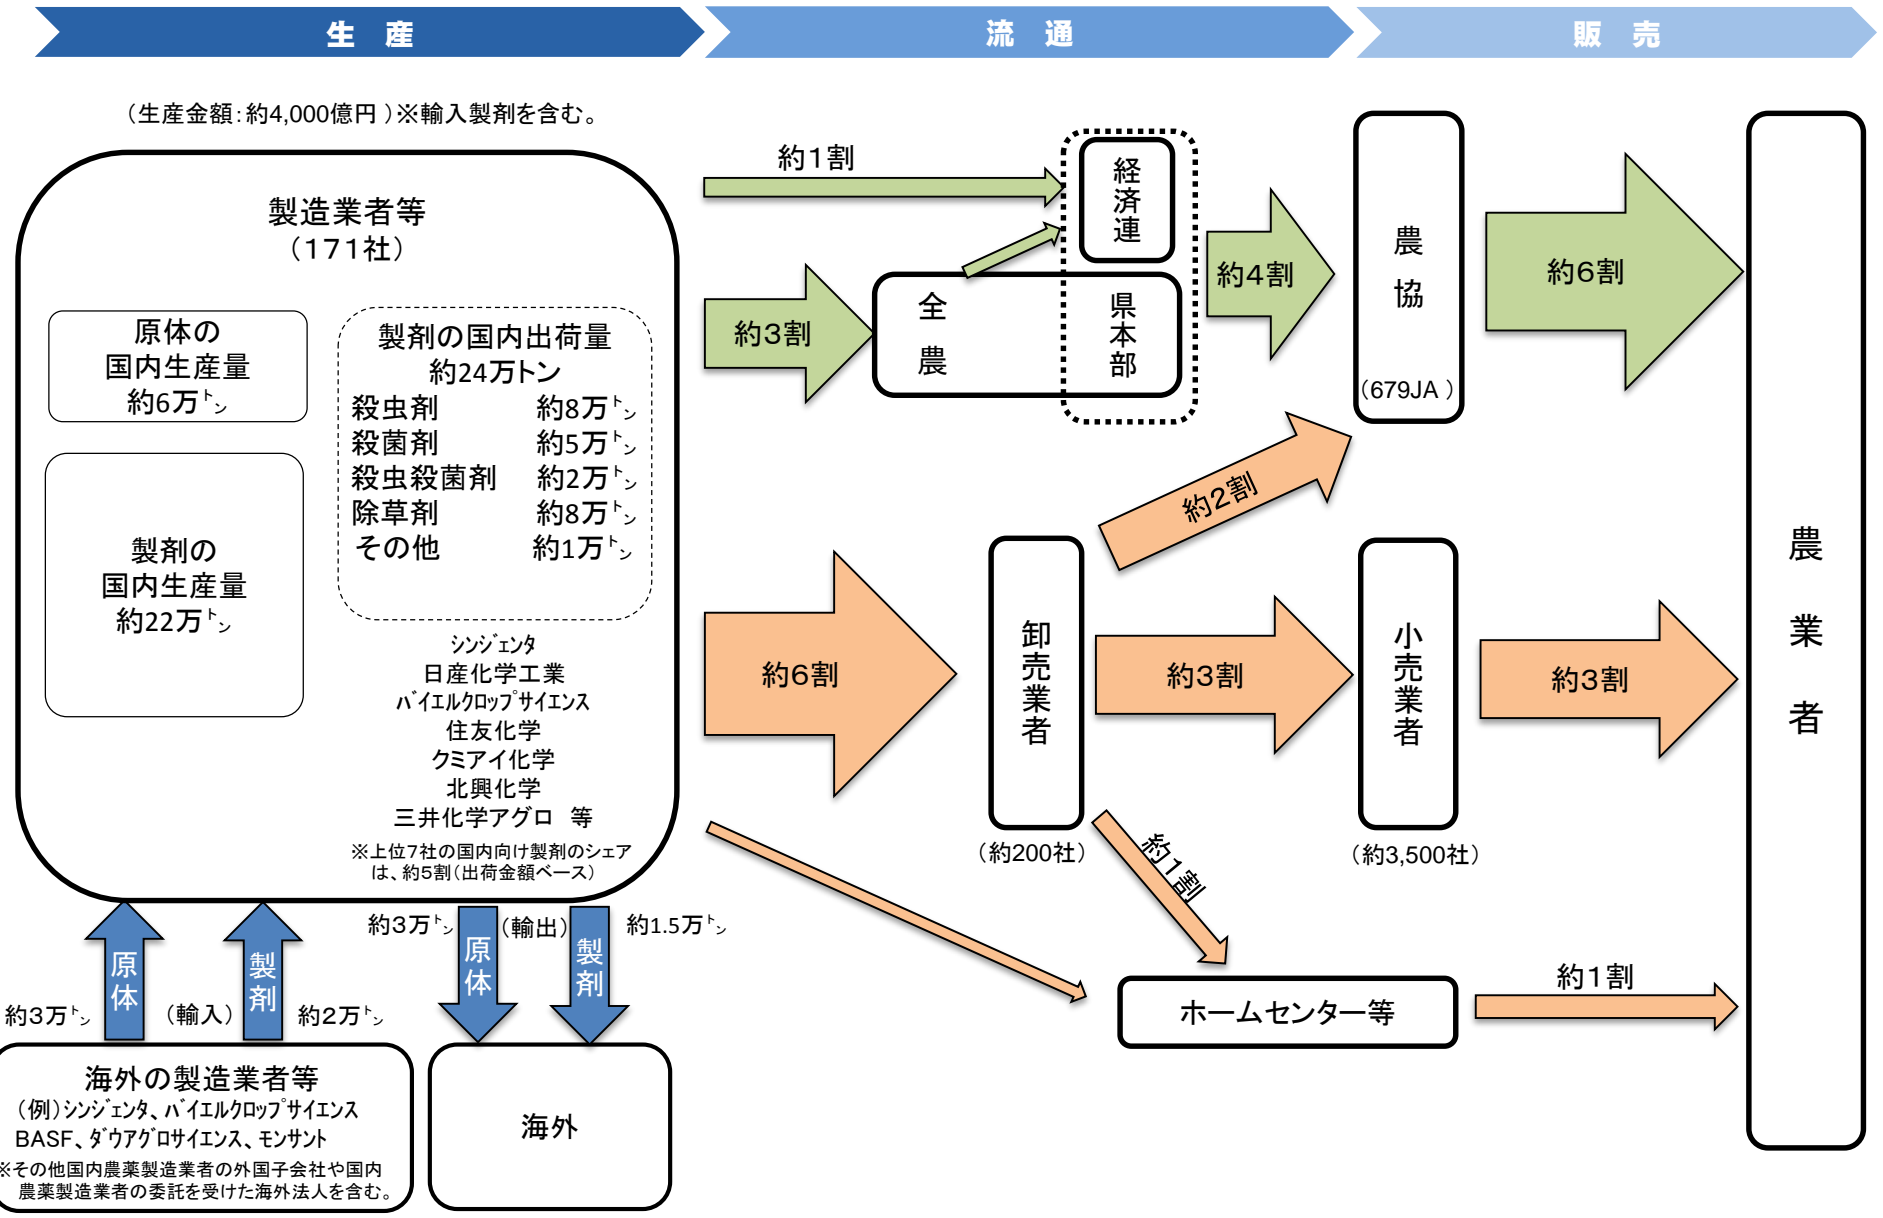 生 産
流 通
販 売
（生産金額：約4,000億円 ）※輸入製剤を含む。
製造業者等
（171社）
原体の
国内生産量
約6万㌧
製剤の
国内生産量
約22万㌧
製剤の国内出荷量
約24万トン
殺虫剤 約8万㌧
殺菌剤 約5万㌧
殺虫殺菌剤 約2万㌧
除草剤 約8万㌧
その他 約1万㌧
ｼﾝｼﾞｪﾝﾀ
日産化学工業
ﾊﾞｲｴﾙｸﾛｯﾌﾟｻｲｴﾝｽ
住友化学
クミアイ化学
北興化学
三井化学アグロ 等
※上位7社の国内向け製剤のシェア
は、約5割（出荷金額ベース）
約3万㌧
原体
（輸入）
製剤
約2万㌧
約3万㌧
原体
（輸出）
製剤
約1.5万㌧
海外の製造業者等
（例）ｼﾝｼﾞｪﾝﾀ、ﾊﾞｲｴﾙｸﾛｯﾌﾟｻｲｴﾝｽ
BASF、ﾀﾞｳｱｸﾞﾛｻｲｴﾝｽ、ﾓﾝｻﾝﾄ
※その他国内農薬製造業者の外国子会社や国内
農薬製造業者の委託を受けた海外法人を含む。
海外
約1割
約3割
約6割
経済連
全農
県本部
約4割
約2割
卸売業者
（約200社）
約3割
約1割
農協
（679JA ）
小売業者
（約3,500社）
ホームセンター等
約6割
約3割
約1割
農業者